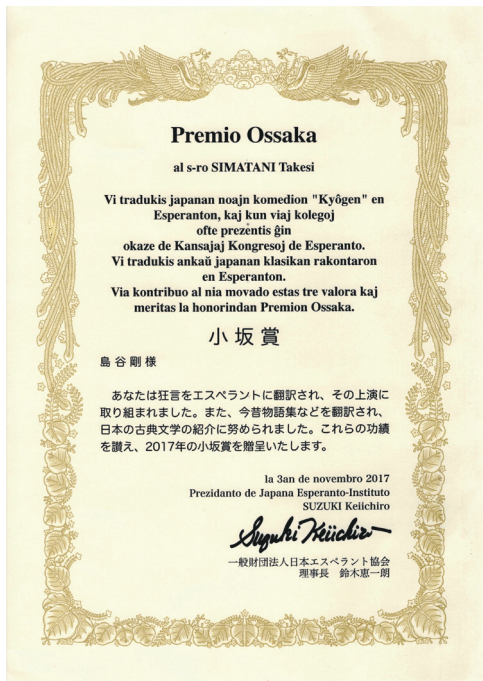 Premio Ossaka
al s-ro SIMATANI Takesi
Vi tradukis japanan noajn komedion "Kyôgen" en
Esperanton, kaj kun viaj kolegoj
ofte prezentis ĝin
okaze de Kansajaj Kongresoj de Esperanto.
Vi tradukis ankaŭ japanan klasikan rakontaron
en Esperanton.
Via kontribuo al nia movado estas tre valora kaj
meritas la honorindan Premion Ossaka.
小坂賞
島谷剛様
あなたは狂言をエスペラントに翻訳され、その上演に
取り組まれました。また、今昔物語集などを翻訳され、
日本の古典文学の紹介に努められました。これらの功績
を讃え、2017年の小坂賞を贈呈いたします。
la 3an de novembro 2017
Prezidanto de Japana Esperanto-Instituto
SUZUKI Keiichiro
Suzuki Keiichiro
一般財団法人日本エスペラント協会
理事長　鈴木恵一朗